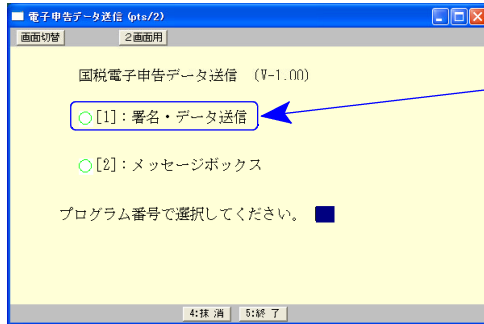 電子申告データ送信 (pts/2)
画面切替 2画面用
国税電子申告データ送信 (V-1.00)
[1]：署名・データ送信
[2]：メッセージボックス
プログラム番号で選択してください。
4:抹 消 5:終 了